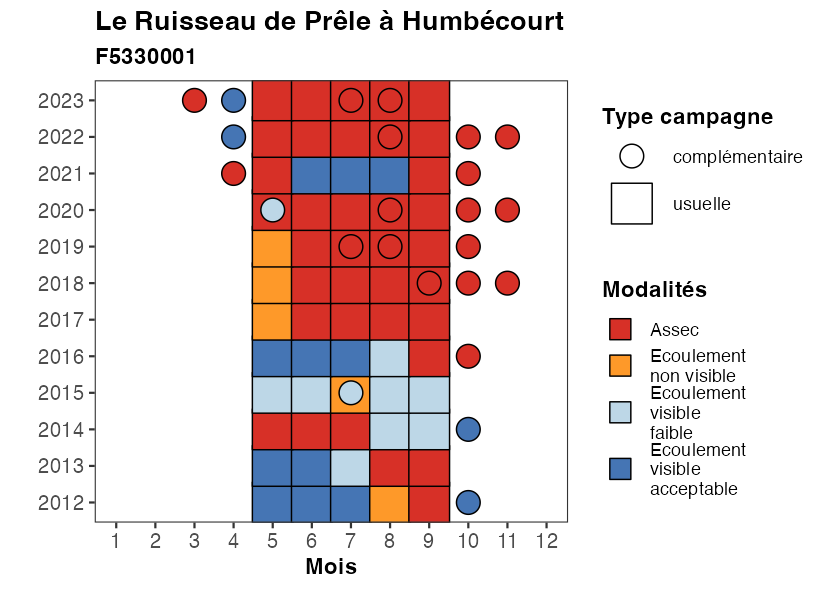 Le Ruisseau de Prêle à Humbécourt
F5330001
2023
2022
2021
2020
2019
2018
2017
2016
2015
2014
2013
2012
1 2 3 4 5 6 7 8 9 10 11 12
Mois
Type campagne
complémentaire
usuelle
Modalités
Assec
Ecoulement
non visible
Ecoulement
visible
faible
Ecoulement
visible
acceptable